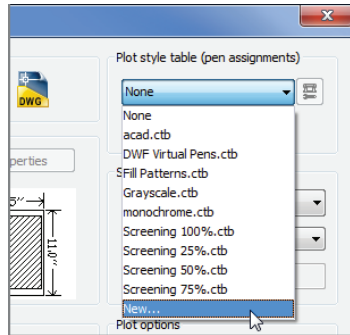 x
Plot style table (pen assignments)
DWG
None
None
acad.ctb
DWF Virtual Pens.ctb
Fill Patterns.ctb
Grayscale.ctb
monochrome.ctb
Screening 100%.ctb
Screening 25%.ctb
Screening 50%.ctb
Screening 75%.ctb
New...
perties
S
5"
11.0"
Plot options